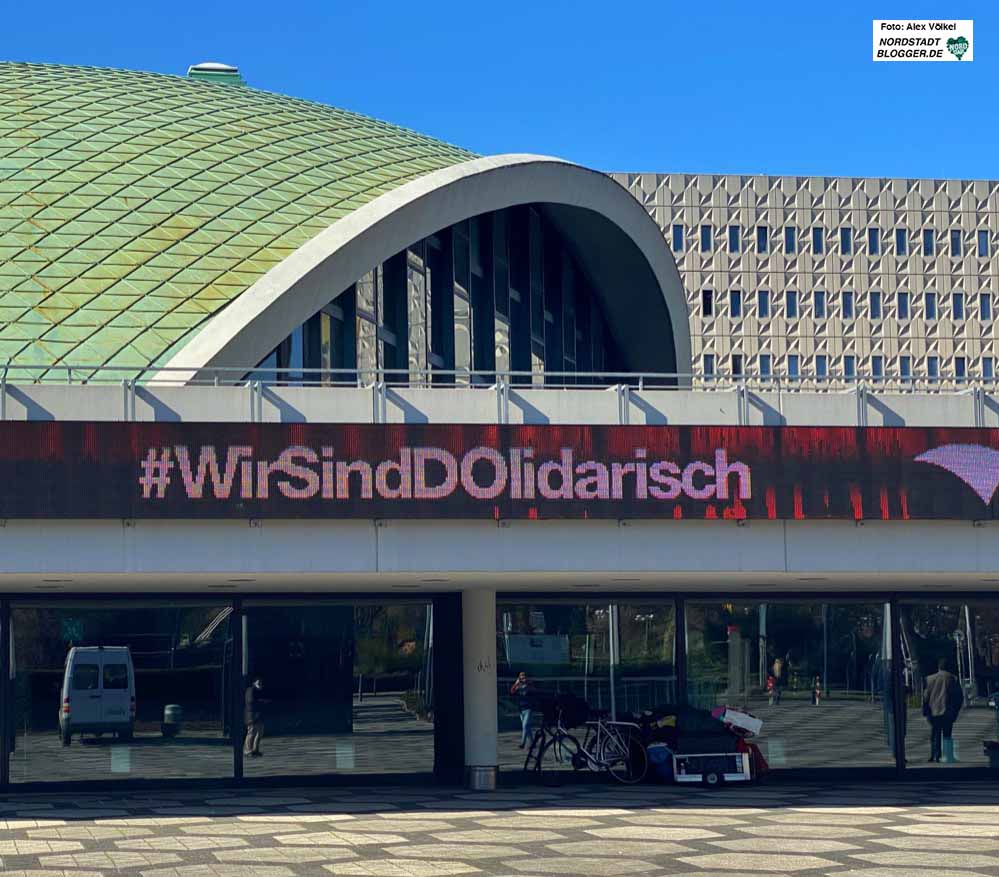 Foto: Alex Völkel
NORDSTADT
BLOGGER.DE
#WirSindDOlidarisch